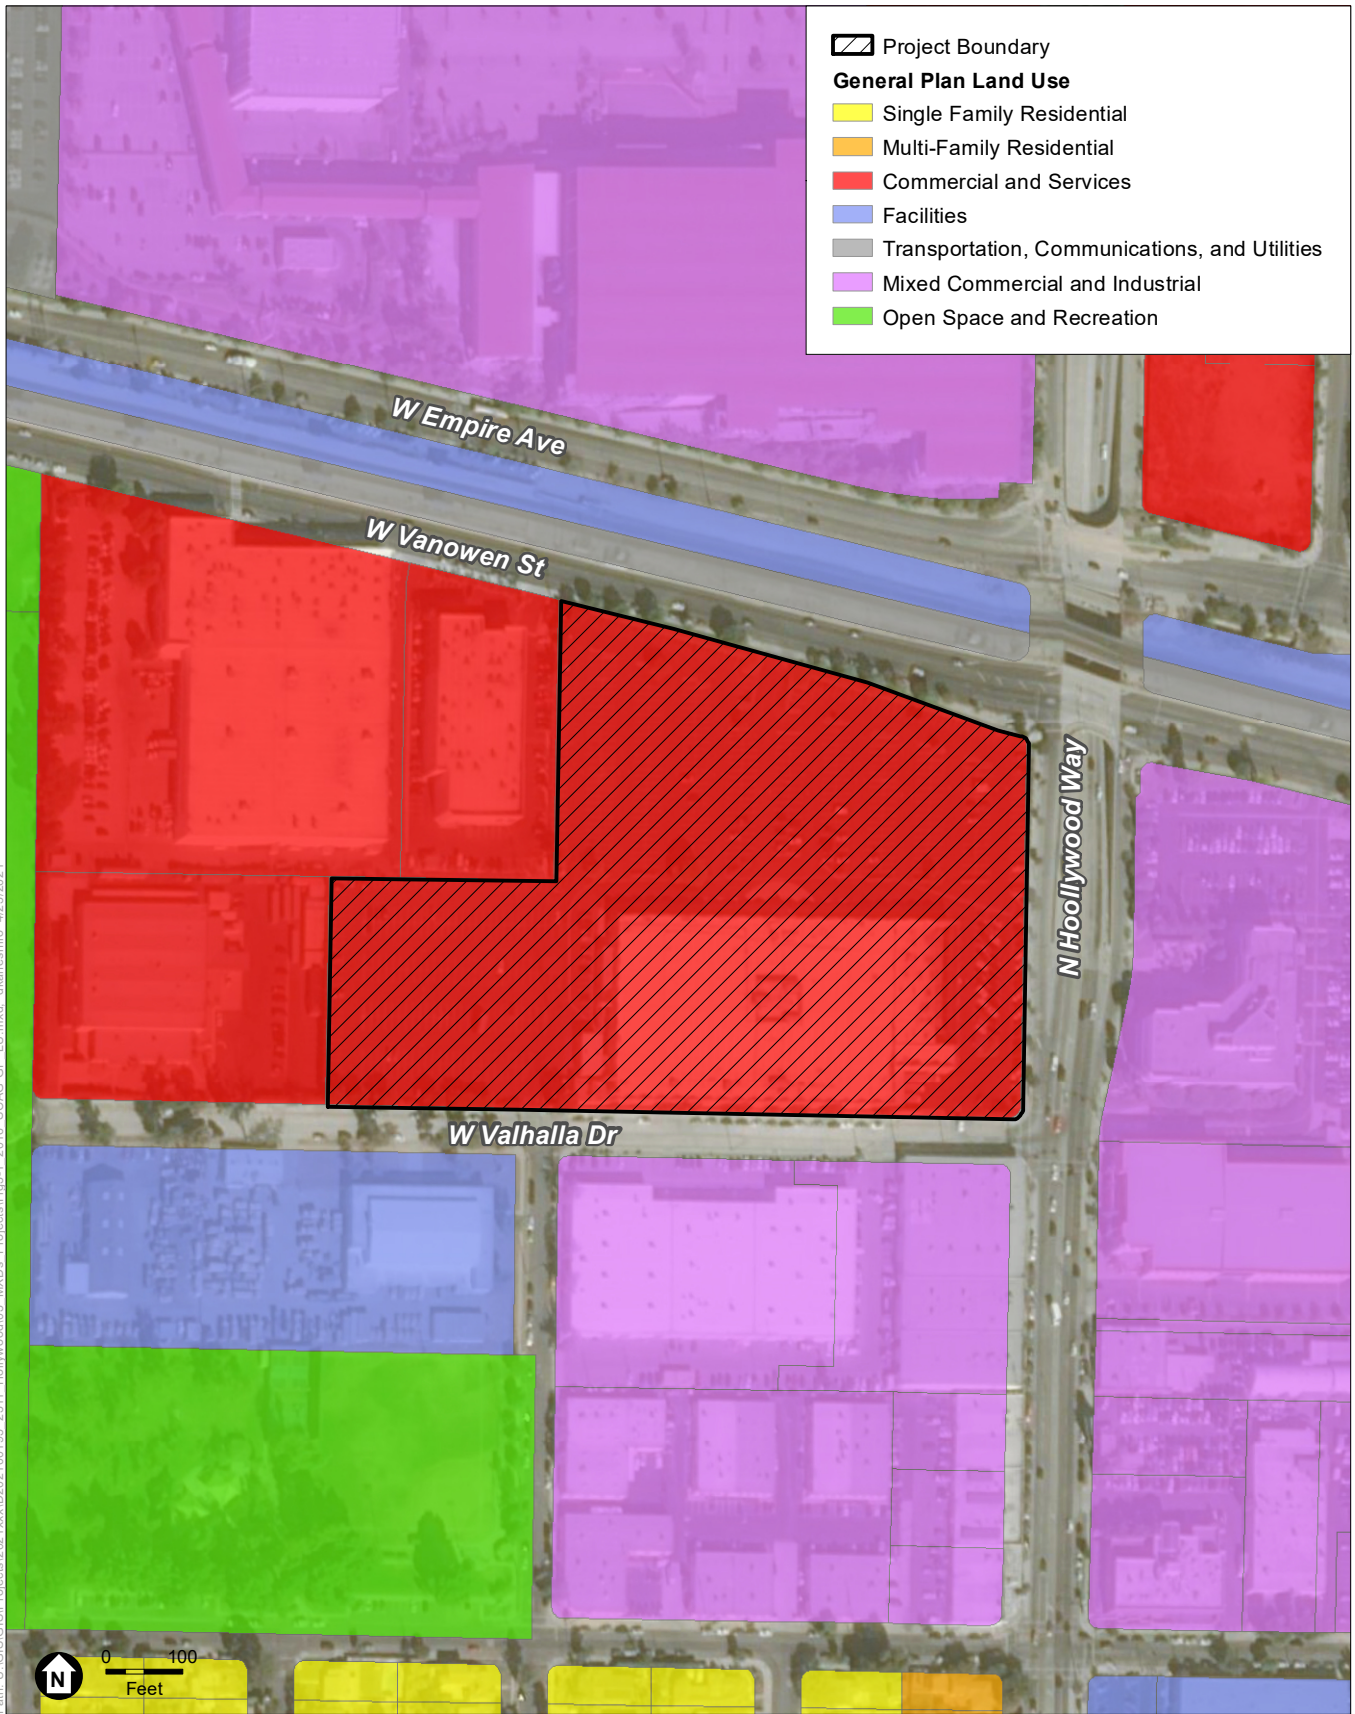 Project Boundary
General Plan Land Use
Single Family Residential
Multi-Family Residential
Commercial and Services
Facilities
Transportation, Communications, and Utilities
Mixed Commercial and Industrial
Open Space and Recreation
W Empire Ave
W Vanowen St
N Hoollywood Way
W Valhalla Dr
N
0 100
Feet